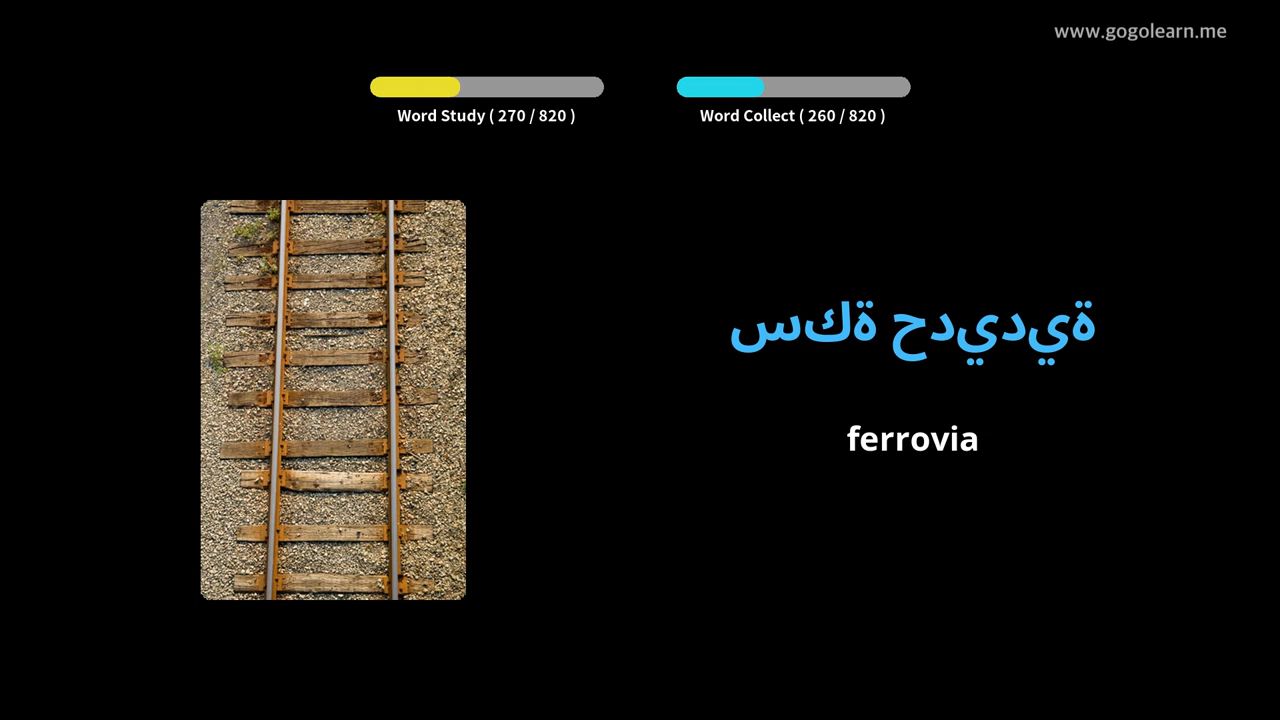 www.gogolearn.me
Word Study ( 270 / 820 )
Word Collect ( 260 / 820 )
سكة حديدية
ferrovia